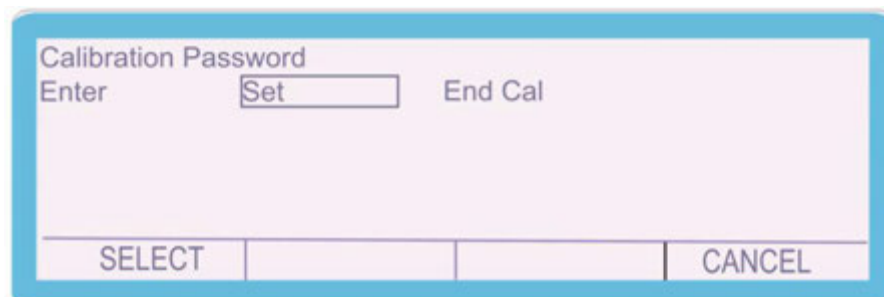 Calibration Password
Enter Set End Cal
SELECT CANCEL